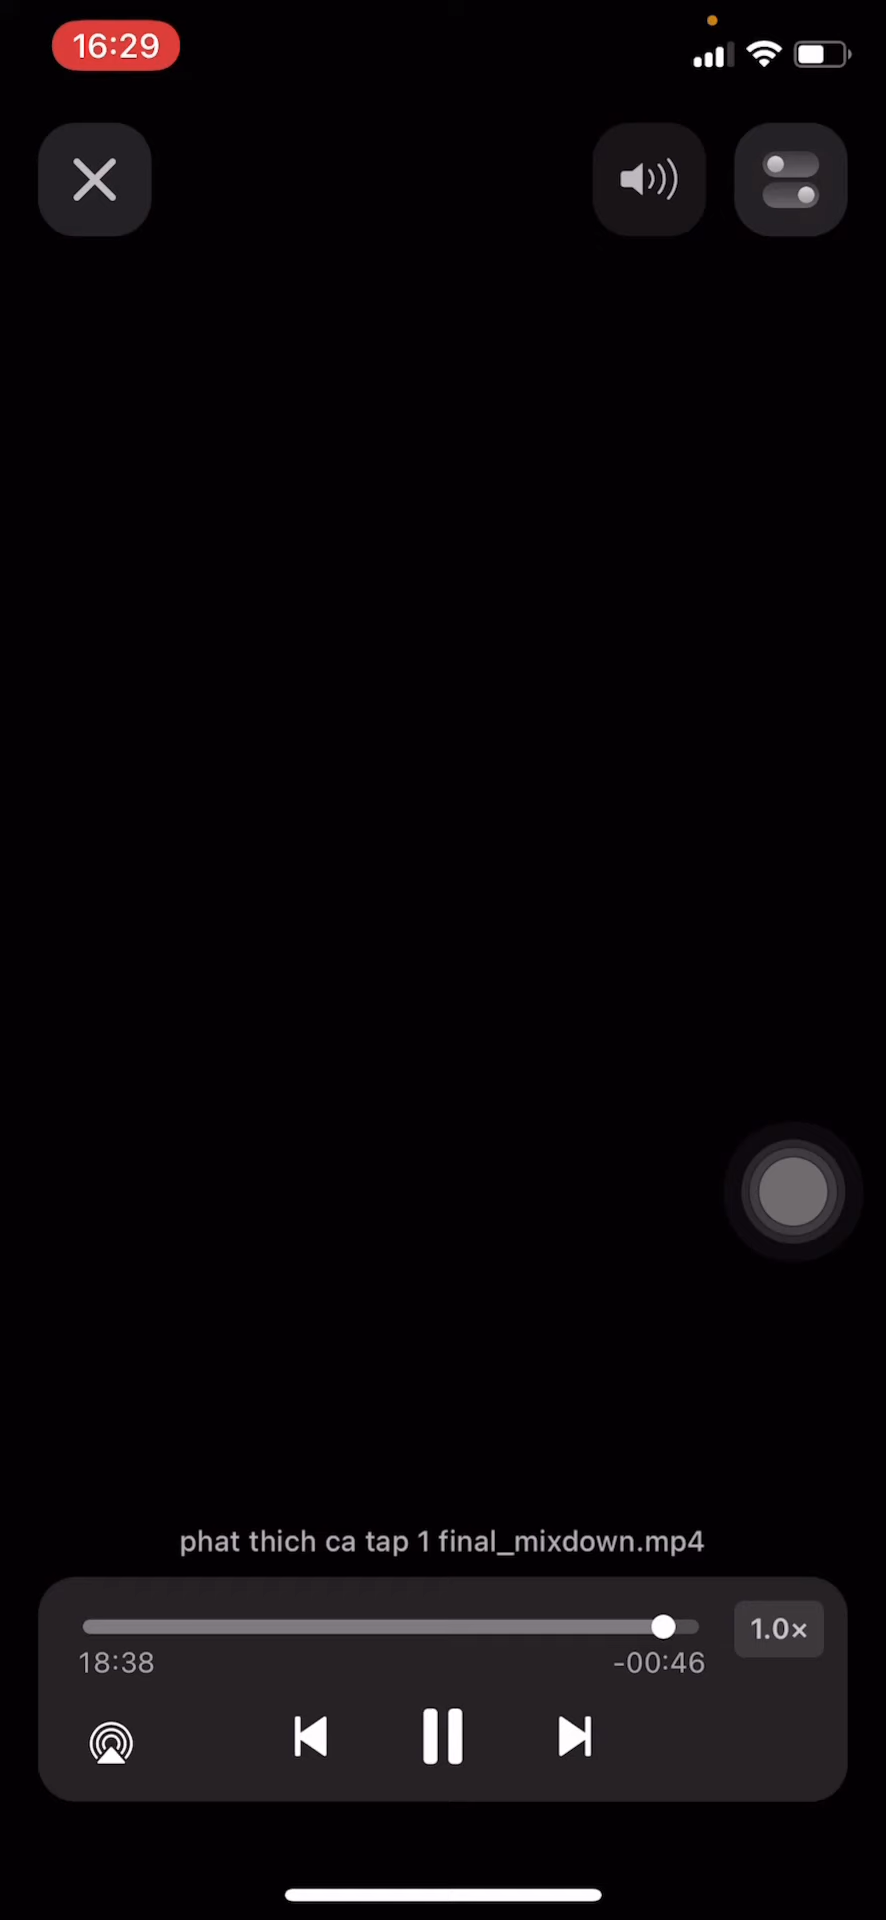 16:29
phat thich ca tap 1 final_mixdown.mp4
1.0×
18:38
-00:46